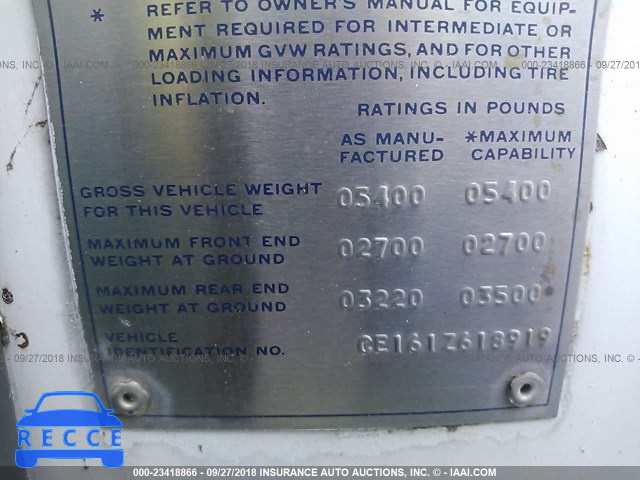 * REFER TO OWNER'S MANUAL FOR EQUIP-
MENT REQUIRED FOR INTERMEDIATE OR
MAXIMUM GVW RATINGS, AND FOR OTHER
LOADING INFORMATION, INCLUDING TIRE
INFLATION.
RATINGS IN POUNDS
AS MANU-
FACTURED
*MAXIMUM
CAPABILITY
GROSS VEHICLE WEIGHT
FOR THIS VEHICLE
05400 05400
MAXIMUM FRONT END
WEIGHT AT GROUND
02700 02700
MAXIMUM REAR END
WEIGHT AT GROUND
03220 03500
VEHICLE
IDENTIFICATION NO.
CE161Z618919
RECCE
000-23418866 - 09/27/2018 INSURANCE AUTO AUCTIONS, INC. - © IAAI.COM